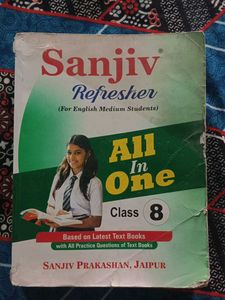 Sanjiv
Refresher
(For English Medium Students)
All
In
One
Class 8
Based on Latest Text Books
with All Practice Questions of Text Books
SANJIV PRAKASHAN, JAIPUR